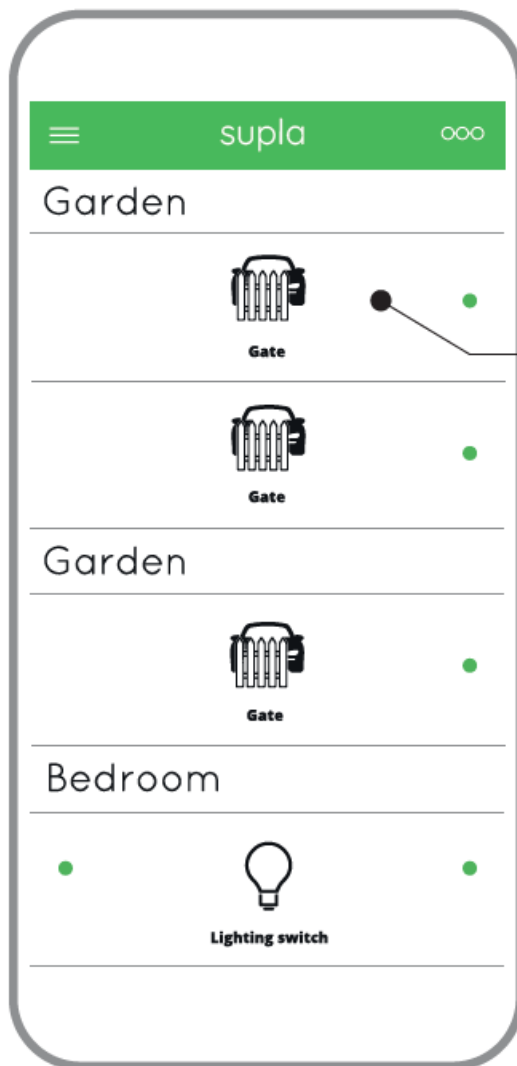 supla
Garden
Gate
Gate
Garden
Gate
Bedroom
Lighting switch